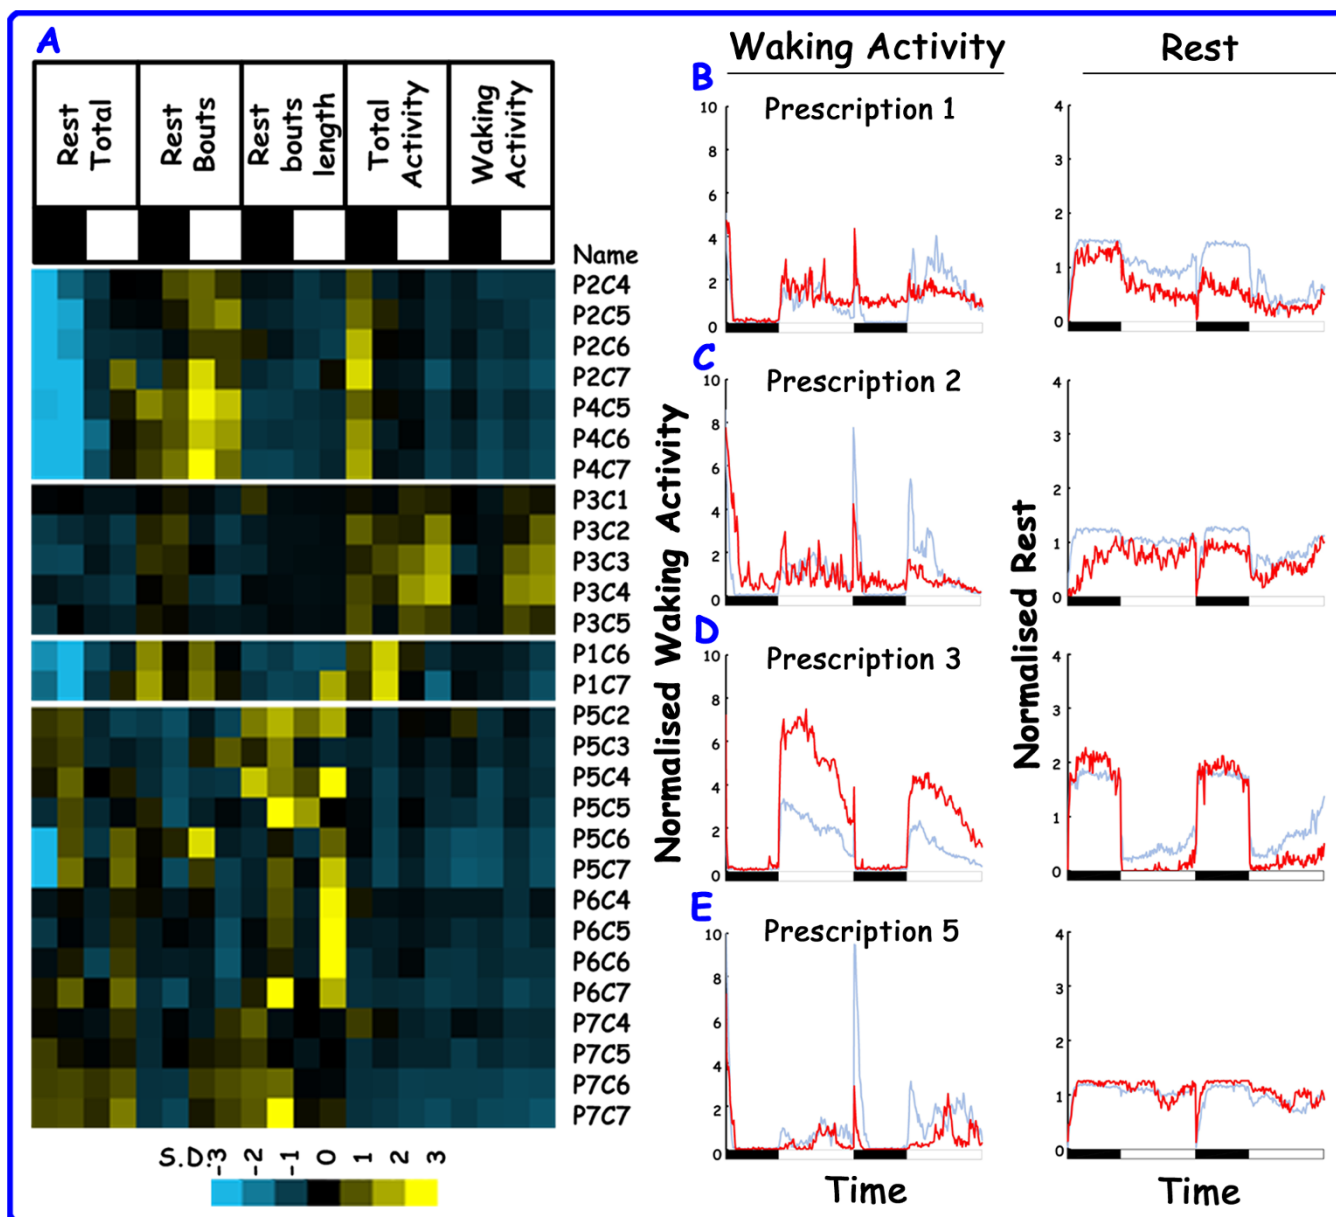 A
Rest Total
Rest Bouts
Rest bouts length
Total Activity
Waking Activity
Name
P2C4
P2C5
P2C6
P2C7
P4C5
P4C6
P4C7
P3C1
P3C2
P3C3
P3C4
P3C5
P1C6
P1C7
P5C2
P5C3
P5C4
P5C5
P5C6
P5C7
P6C4
P6C5
P6C6
P6C7
P7C4
P7C5
P7C6
P7C7
S.D.
-3 -2 -1 0 1 2 3
Waking Activity
Rest
B
Prescription 1
10
8
6
4
2
0
4
3
2
1
0
C
Prescription 2
10
8
6
4
2
0
4
3
2
1
0
D
Prescription 3
10
8
6
4
2
0
4
3
2
1
0
E
Prescription 5
10
8
6
4
2
0
4
3
2
1
0
Normalised Waking Activity
Normalised Rest
Time
Time